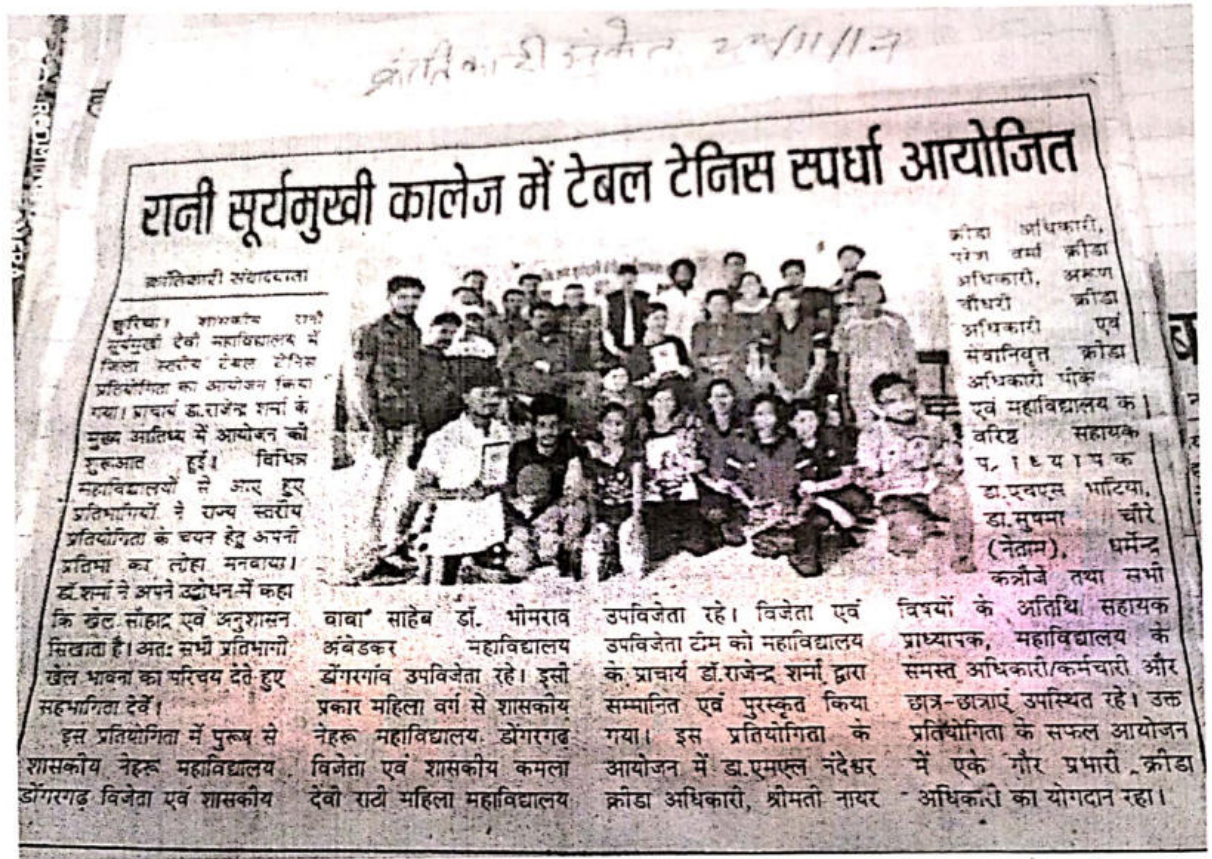 क्रांतिकारी संकेत
रानी सूर्यमुखी कालेज में टेबल टेनिस स्पर्धा आयोजित
क्रांतिकारी संवाददाता
छुरिया। शासकीय रानी
सूर्यमुखी देवी महाविद्यालय में
जिला स्तरीय टेबल टेनिस
प्रतियोगिता का आयोजन किया
गया। प्राचार्य डा.राजेन्द्र शर्मा के
मुख्य आतिथ्य में आयोजन की
शुरूआत हुई। विभिन्न
महाविद्यालयों से आए हुए
प्रतिभागियों ने राज्य स्तरीय
प्रतियोगिता के चयन हेतु अपनी
प्रतिभा का लोहा मनवाया।
डॉ.शर्मा ने अपने उद्बोधन में कहा
कि खेल सौहाद्र एवं अनुशासन
सिखाता है। अतः सभी प्रतिभागी
खेल भावना का परिचय देते हुए
सहभागिता देवें।
इस प्रतियोगिता में पुरूष से
शासकीय नेहरू महाविद्यालय
डोंगरगढ़ विजेता एवं शासकीय
वाबा साहेब डॉ. भीमराव
अंबेडकर महाविद्यालय
डोंगरगांव उपविजेता रहे। इसी
प्रकार महिला वर्ग से शासकीय
नेहरू महाविद्यालय डोंगरगढ
विजेता एवं शासकीय कमला
देवी राटी महिला महाविद्यालय
उपविजेता रहे। विजेता एवं
उपविजेता टीम को महाविद्यालय
के प्राचार्य डॉ.राजेन्द्र शर्मा द्वारा
सम्मानित एवं पुरस्कृत किया
गया। इस प्रतियोगिता के
आयोजन में डा.एमएल नंदेश्वर
क्रीडा अधिकारी, श्रीमती नायर
क्रीडा अधिकारी,
परेश वर्मा क्रीडा
अधिकारी, अरूण
चौधरी क्रीडा
अधिकारी एवं
सेवानिवृत क्रीडा
अधिकारी पीके
एवं महाविद्यालय क
वरिष्ठ सहायक
प्राध्यापक
डा.एचएस भाटिया,
डा.सुषमा चौरे
(नेताम), धर्मेन्द्र
कन्नौजे तथा सभी
विषयों के अतिथि सहायक
प्राध्यापक, महाविद्यालय के
समस्त अधिकारी/कर्मचारी और
छात्र-छात्राएं उपस्थित रहे। उक्त
प्रतियोगिता के सफल आयोजन
में एके गौर प्रभारी क्रीडा
अधिकारी का योगदान रहा।